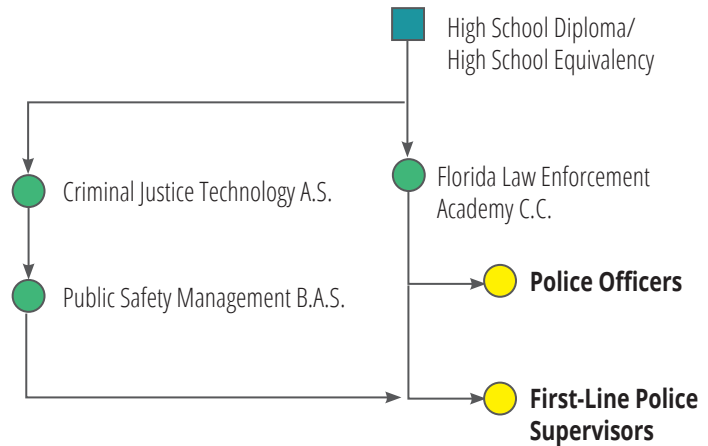 High School Diploma/
High School Equivalency
Criminal Justice Technology A.S.
Florida Law Enforcement
Academy C.C.
Police Officers
Public Safety Management B.A.S.
First-Line Police
Supervisors